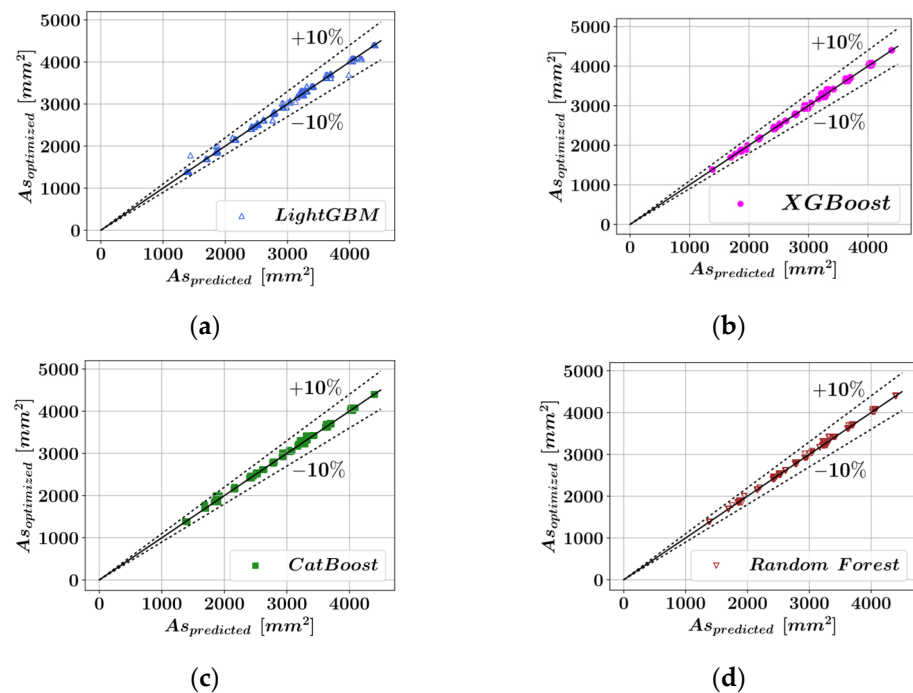 5000
4000
3000
2000
1000
0
As_optimized [mm²]
+10%
−10%
LightGBM
0 1000 2000 3000 4000
As_predicted [mm²]
(a)
5000
4000
3000
2000
1000
0
As_optimized [mm²]
+10%
−10%
XGBoost
0 1000 2000 3000 4000
As_predicted [mm²]
(b)
5000
4000
3000
2000
1000
0
As_optimized [mm²]
+10%
−10%
CatBoost
0 1000 2000 3000 4000
As_predicted [mm²]
(c)
5000
4000
3000
2000
1000
0
As_optimized [mm²]
+10%
−10%
Random Forest
0 1000 2000 3000 4000
As_predicted [mm²]
(d)